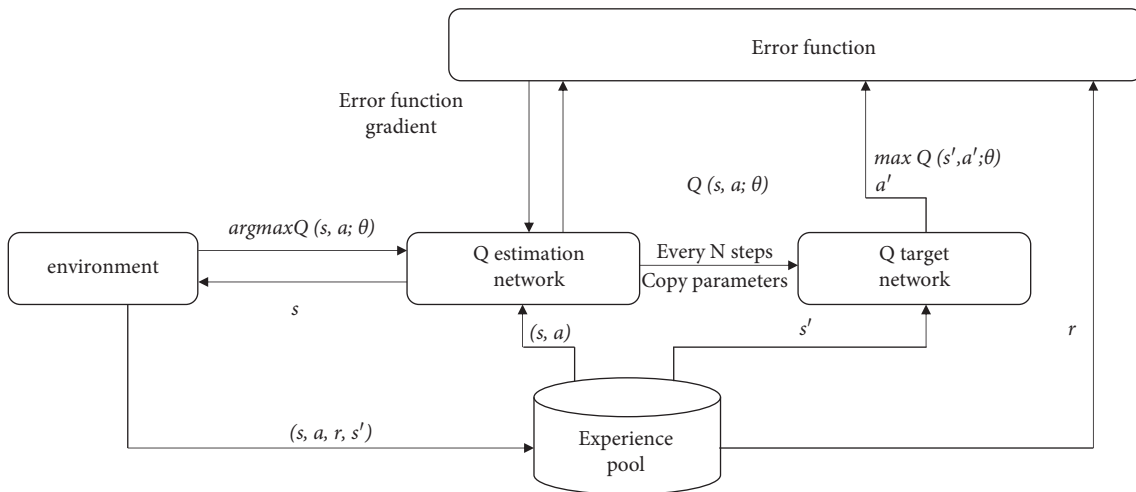 Error function
Error function
gradient
max Q (s′,a′;θ)
a′
Q (s, a; θ)
argmaxQ (s, a; θ)
environment
Q estimation
network
Every N steps
Copy parameters
Q target
network
s
(s, a)
s′
r
(s, a, r, s′)
Experience
pool